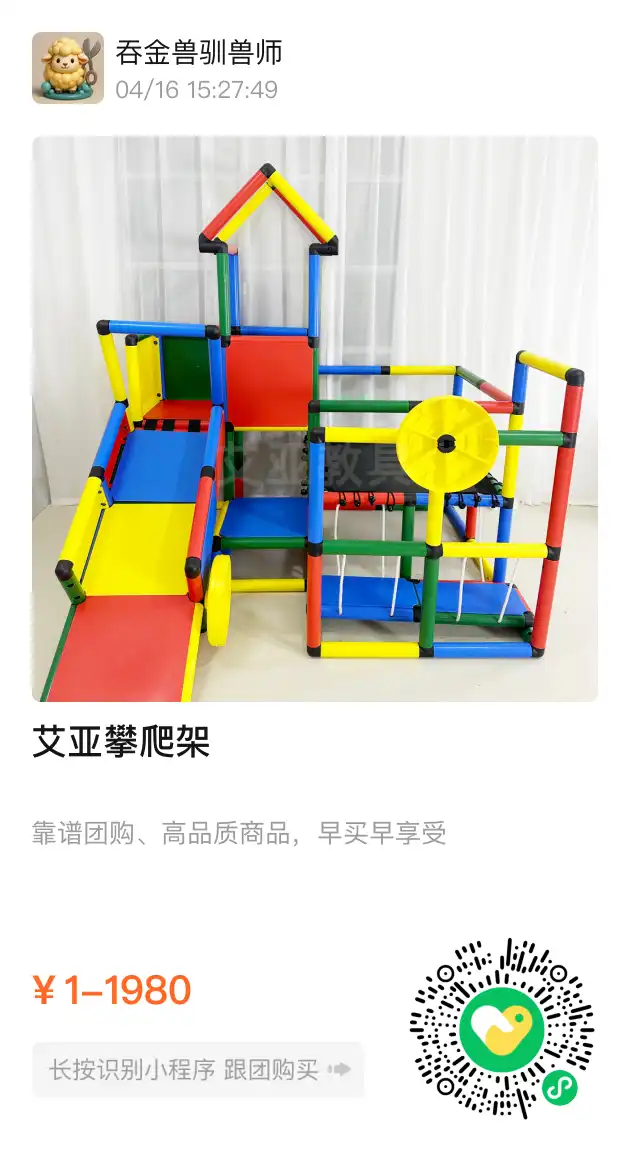 吞金兽驯兽师
04/16 15:27:49
艾亚教具
艾亚攀爬架
靠谱团购、高品质商品，早买早享受
¥ 1–1980
长按识别小程序 跟团购买